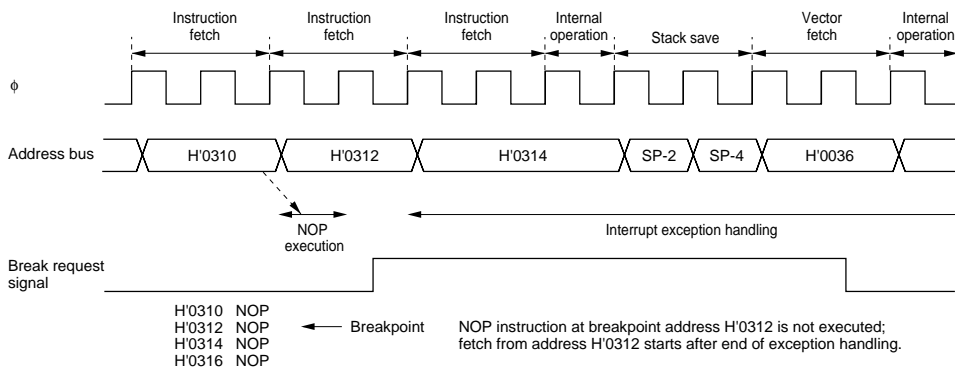 Instruction fetch
Instruction fetch
Instruction fetch
Internal operation
Stack save
Vector fetch
Internal operation
φ
Address bus
H'0310
H'0312
H'0314
SP-2
SP-4
H'0036
NOP execution
Interrupt exception handling
Break request signal
H'0310 NOP
H'0312 NOP
H'0314 NOP
H'0316 NOP
Breakpoint
NOP instruction at breakpoint address H'0312 is not executed;
fetch from address H'0312 starts after end of exception handling.